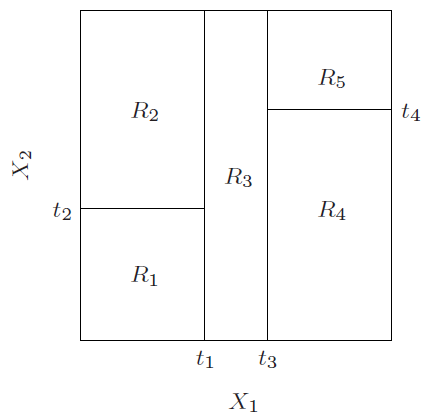 R₅
R₂
t₄
X₂
R₃
t₂
R₄
R₁
t₁ t₃
X₁